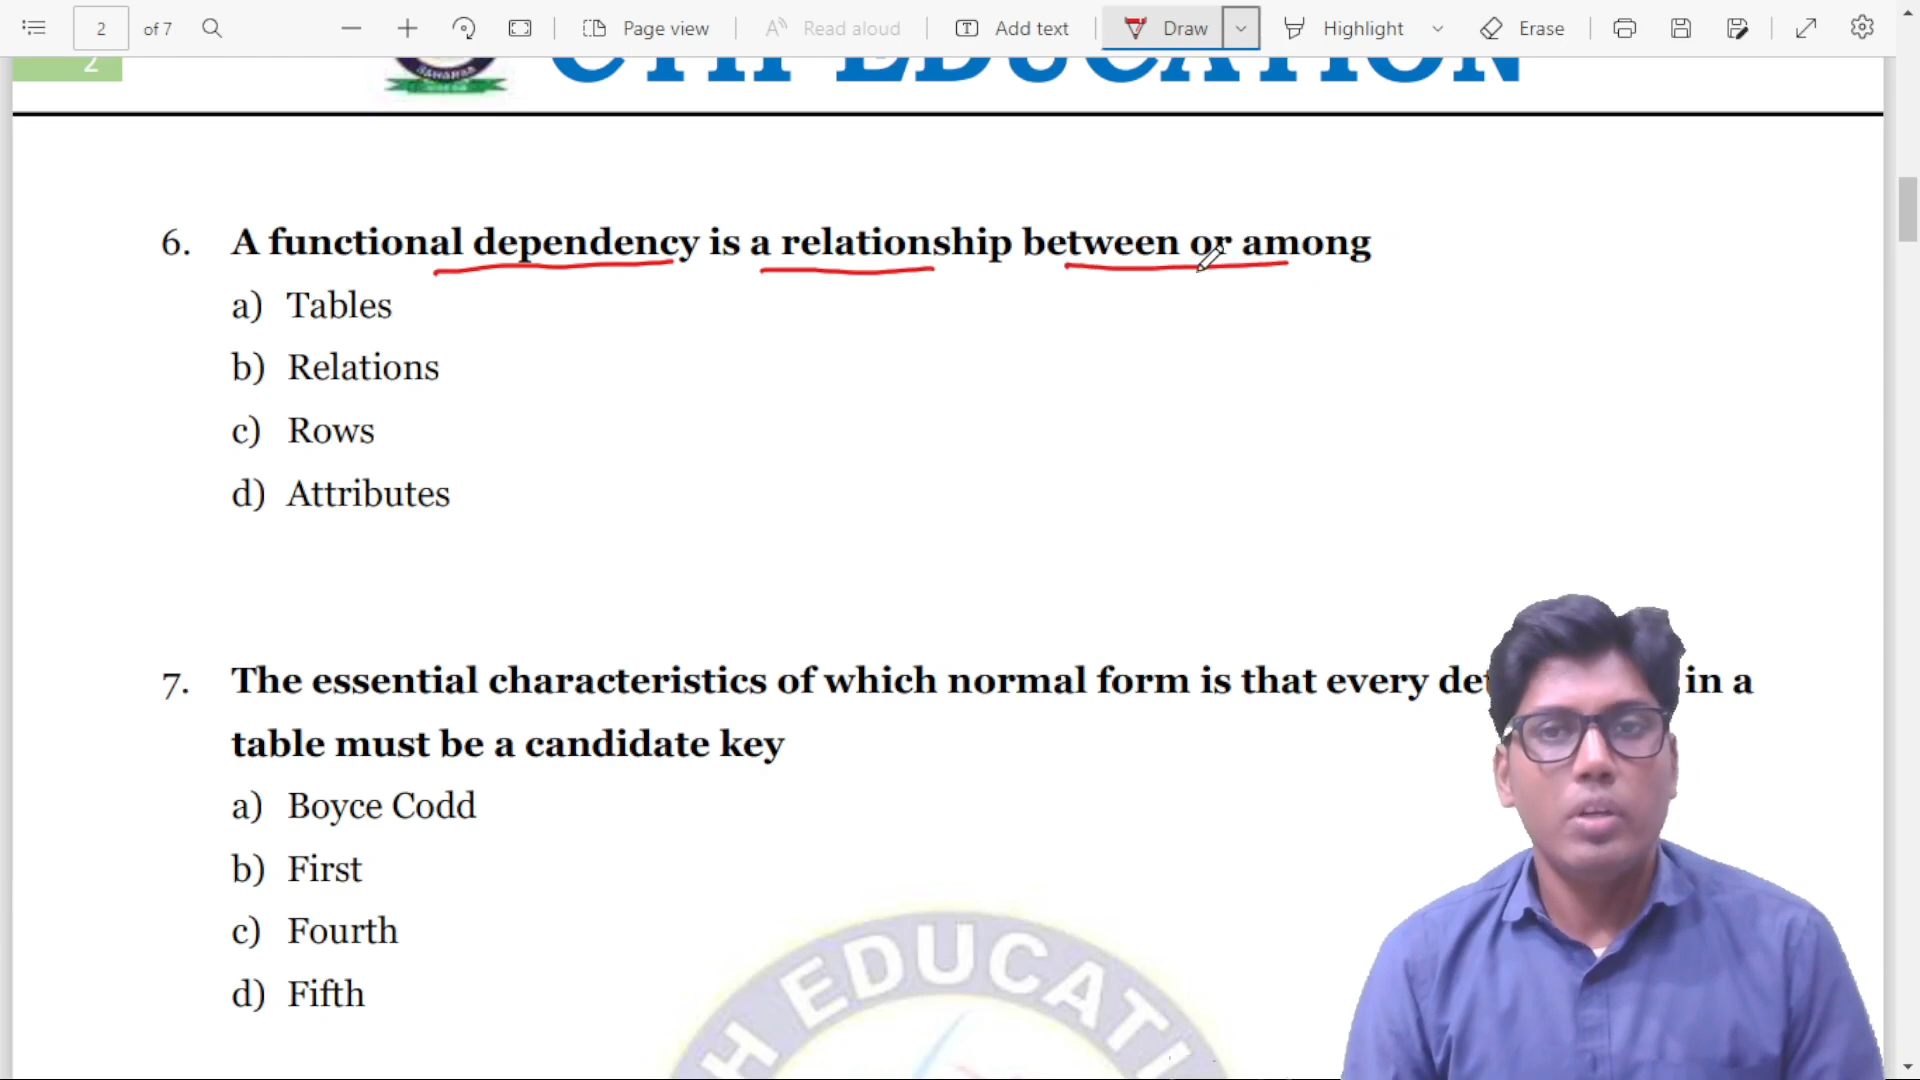 2 of 7 Page view Read aloud Add text Draw Highlight Erase
2 EDUCATION
6. A functional dependency is a relationship between or among
a) Tables
b) Relations
c) Rows
d) Attributes
7. The essential characteristics of which normal form is that every in a
table must be a candidate key
a) Boyce Codd
b) First
c) Fourth
d) Fifth